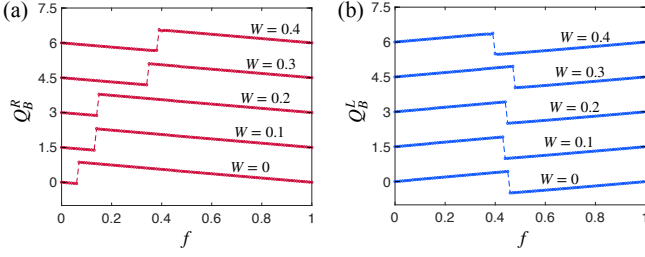 (a)
7.5
6
4.5
3
1.5
0
Q_B^R
W = 0.4
W = 0.3
W = 0.2
W = 0.1
W = 0
0 0.2 0.4 0.6 0.8 1
f
(b)
7.5
6
4.5
3
1.5
0
Q_B^L
W = 0.4
W = 0.3
W = 0.2
W = 0.1
W = 0
0 0.2 0.4 0.6 0.8 1
f